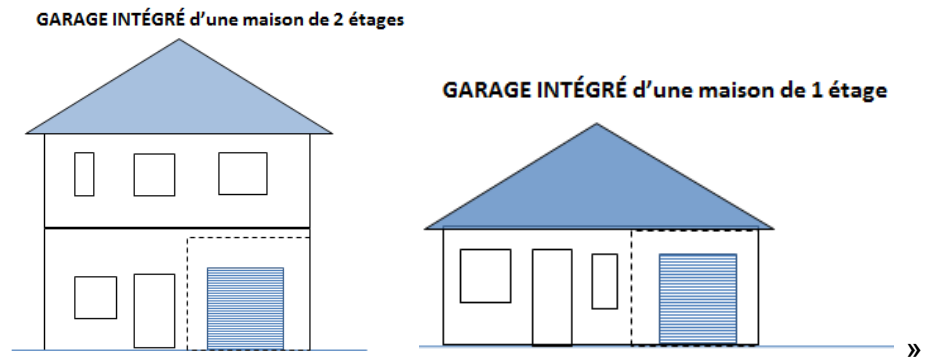 GARAGE INTÉGRÉ d’une maison de 2 étages
GARAGE INTÉGRÉ d’une maison de 1 étage
»